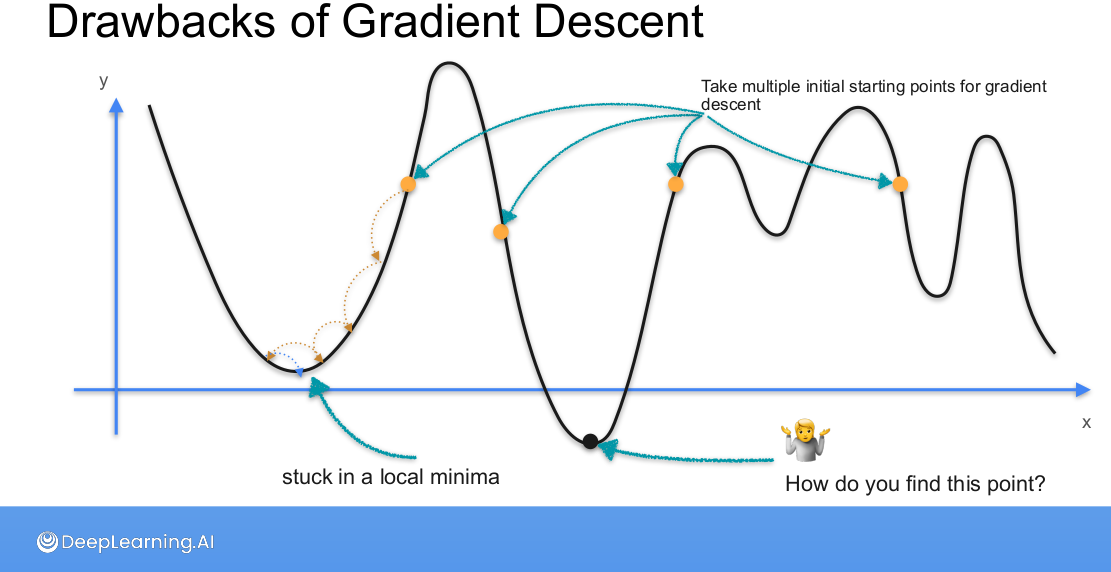 Drawbacks of Gradient Descent
y
Take multiple initial starting points for gradient
descent
x
stuck in a local minima
How do you find this point?
DeepLearning.AI